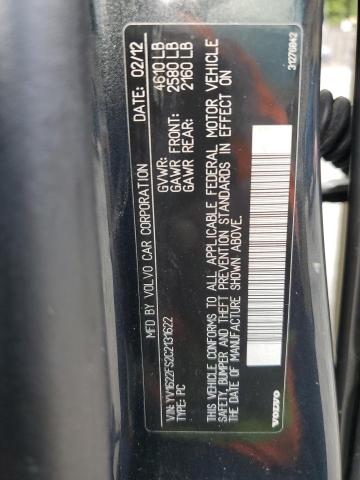 MFD BY VOLVO CAR CORPORATION DATE: 02/12
GVWR: 4610 LB
GAWR FRONT: 2580 LB
GAWR REAR: 2160 LB
VIN: YV1622FS2C2131622
TYPE: PC
THIS VEHICLE CONFORMS TO ALL APPLICABLE FEDERAL MOTOR VEHICLE
SAFETY, BUMPER AND THEFT PREVENTION STANDARDS IN EFFECT ON
THE DATE OF MANUFACTURE SHOWN ABOVE.
VOLVO
31276842